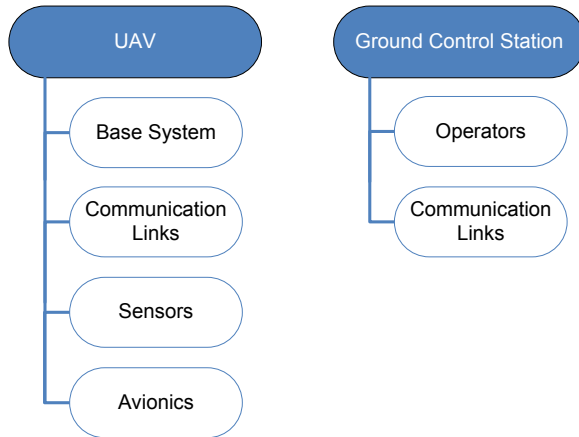 UAV
Base System
Communication
Links
Sensors
Avionics
Ground Control Station
Operators
Communication
Links